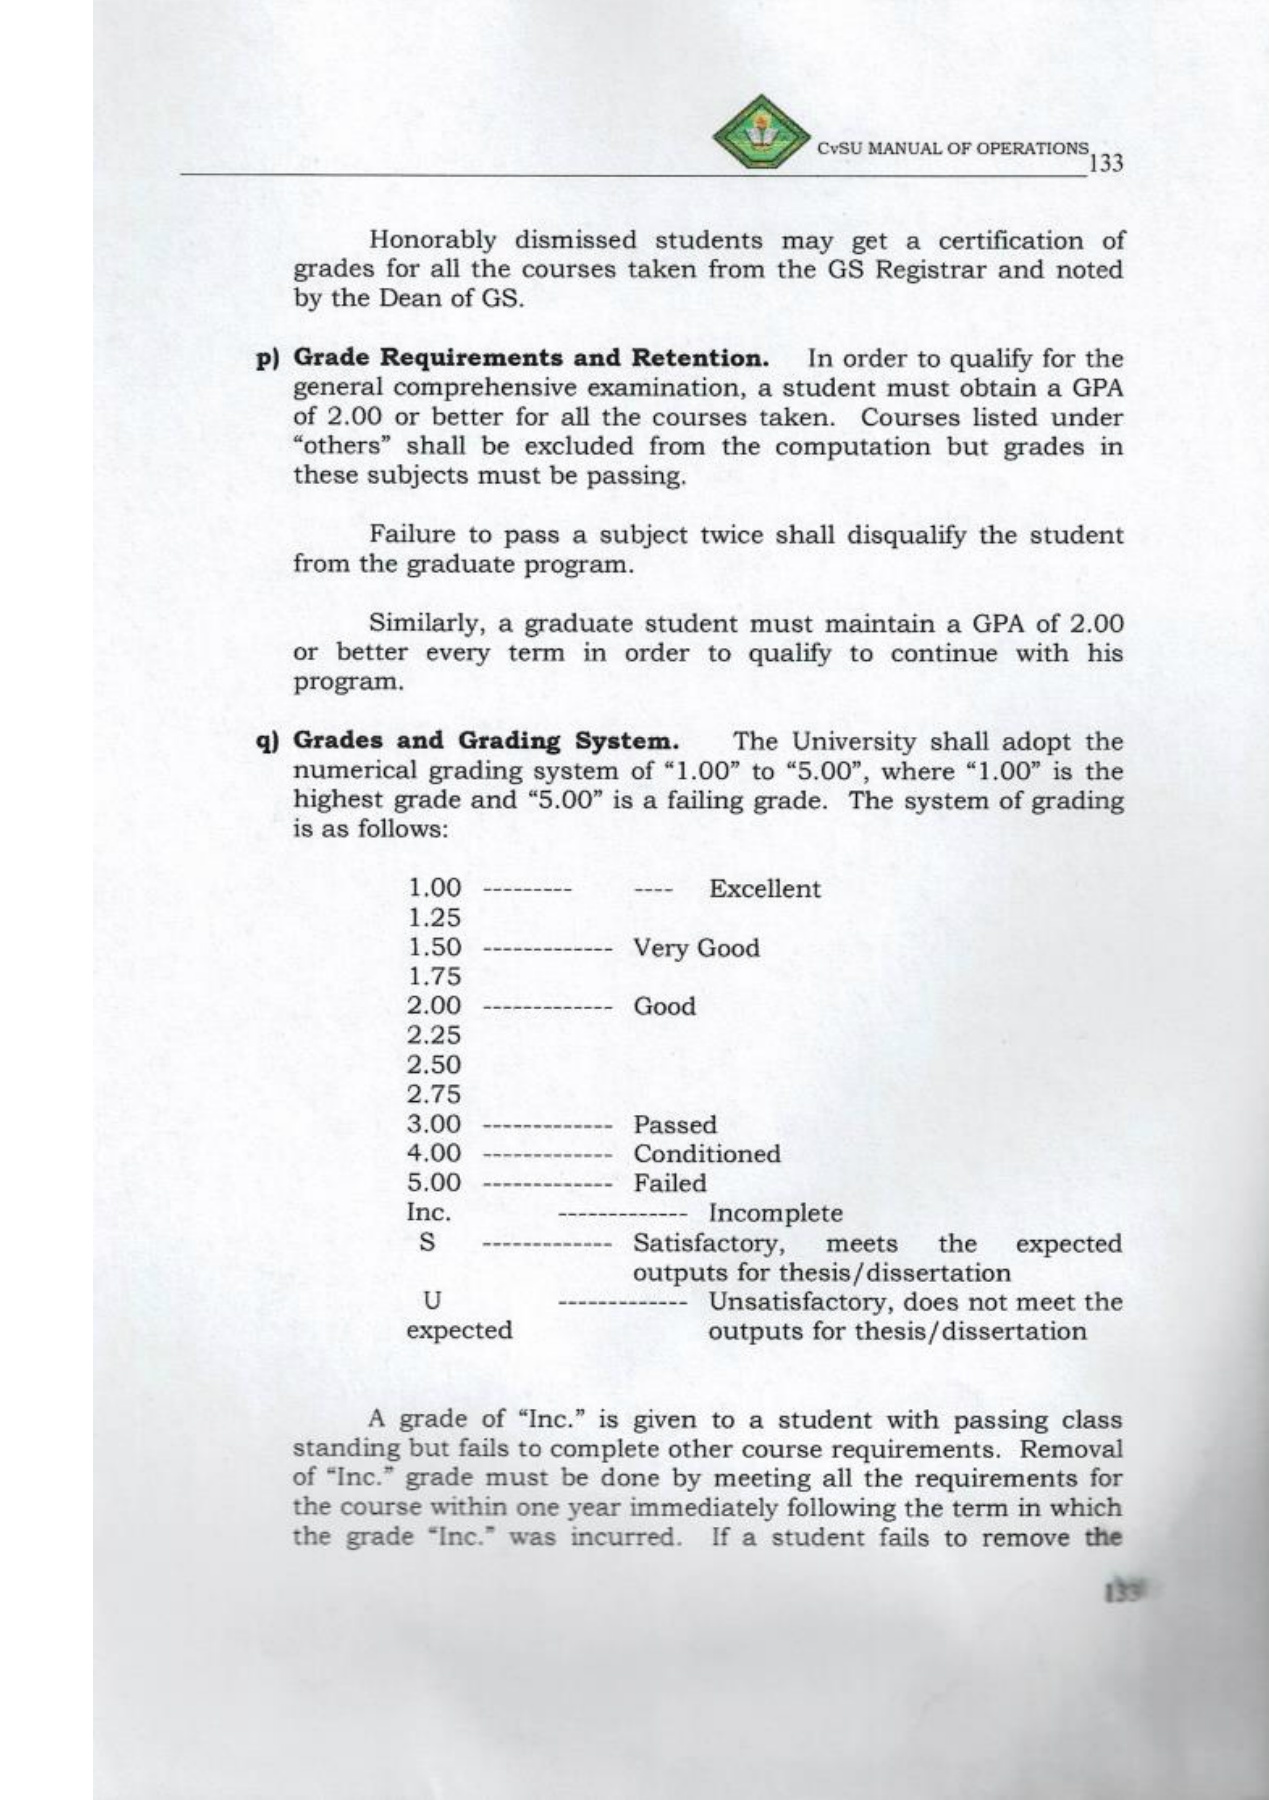 CvSU MANUAL OF OPERATIONS
133
Honorably dismissed students may get a certification of
grades for all the courses taken from the GS Registrar and noted
by the Dean of GS.
p) Grade Requirements and Retention. In order to qualify for the
general comprehensive examination, a student must obtain a GPA
of 2.00 or better for all the courses taken. Courses listed under
“others” shall be excluded from the computation but grades in
these subjects must be passing.
Failure to pass a subject twice shall disqualify the student
from the graduate program.
Similarly, a graduate student must maintain a GPA of 2.00
or better every term in order to qualify to continue with his
program.
q) Grades and Grading System. The University shall adopt the
numerical grading system of “1.00” to “5.00”, where “1.00” is the
highest grade and “5.00” is a failing grade. The system of grading
is as follows:
1.00 --------- ---- Excellent
1.25
1.50 ------------- Very Good
1.75
2.00 ------------- Good
2.25
2.50
2.75
3.00 ------------- Passed
4.00 ------------- Conditioned
5.00 ------------- Failed
Inc. ------------- Incomplete
S ------------- Satisfactory, meets the expected
outputs for thesis/dissertation
U ------------- Unsatisfactory, does not meet the
expected outputs for thesis/dissertation
A grade of “Inc.” is given to a student with passing class
standing but fails to complete other course requirements. Removal
of “Inc.” grade must be done by meeting all the requirements for
the course within one year immediately following the term in which
the grade “Inc.” was incurred. If a student fails to remove the
133